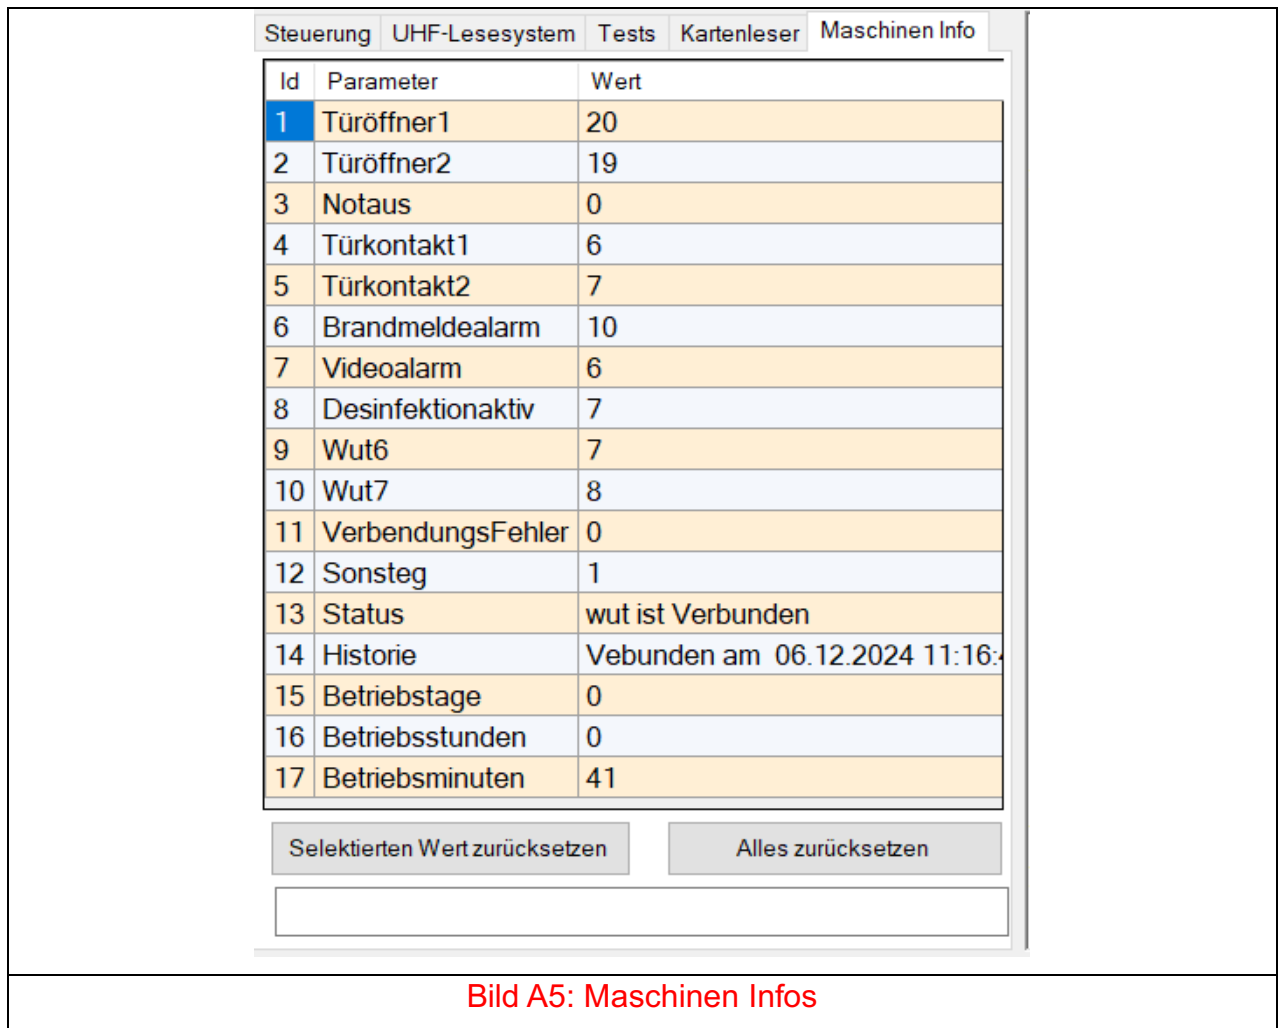 Steuerung UHF-Lesesystem Tests Kartenleser Maschinen Info
Id Parameter Wert
1 Türöffner1 20
2 Türöffner2 19
3 Notaus 0
4 Türkontakt1 6
5 Türkontakt2 7
6 Brandmeldealarm 10
7 Videoalarm 6
8 Desinfektionaktiv 7
9 Wut6 7
10 Wut7 8
11 VerbendungsFehler 0
12 Sonsteg 1
13 Status wut ist Verbunden
14 Historie Vebunden am 06.12.2024 11:16:4
15 Betriebstage 0
16 Betriebsstunden 0
17 Betriebsminuten 41
Selektierten Wert zurücksetzen Alles zurücksetzen
Bild A5: Maschinen Infos